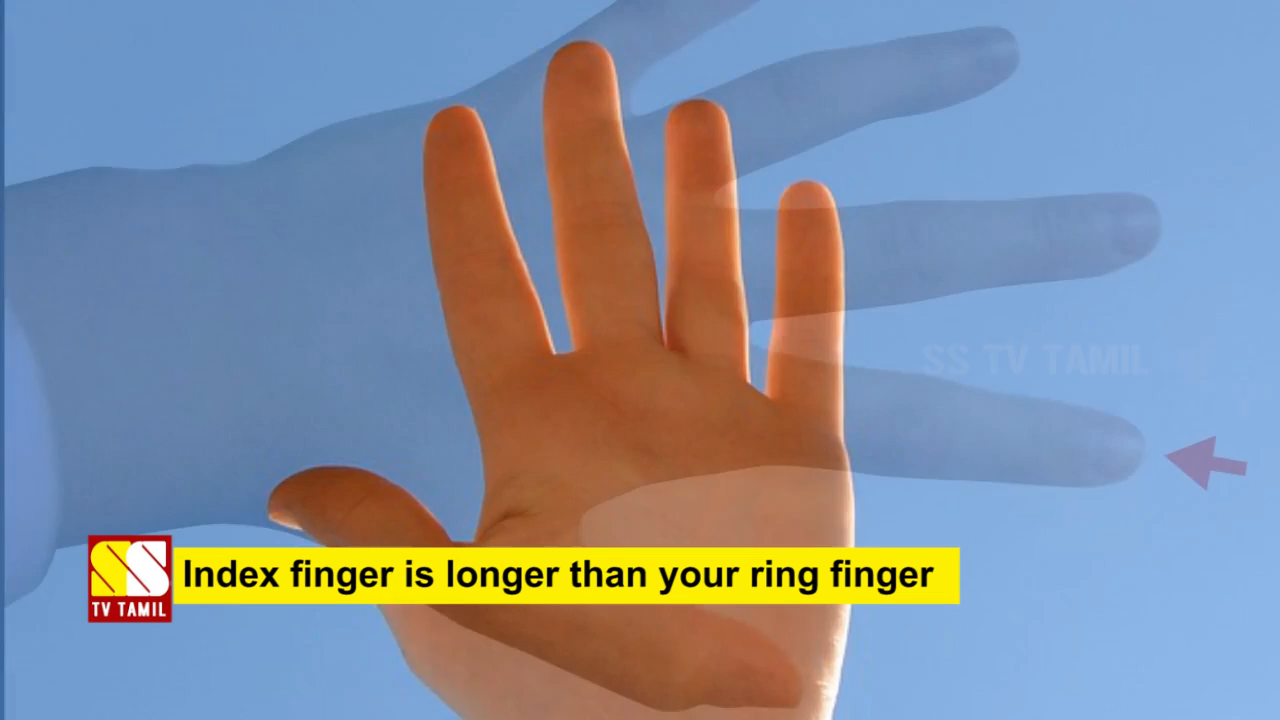 SS TV TAMIL
SS
TV TAMIL
Index finger is longer than your ring finger